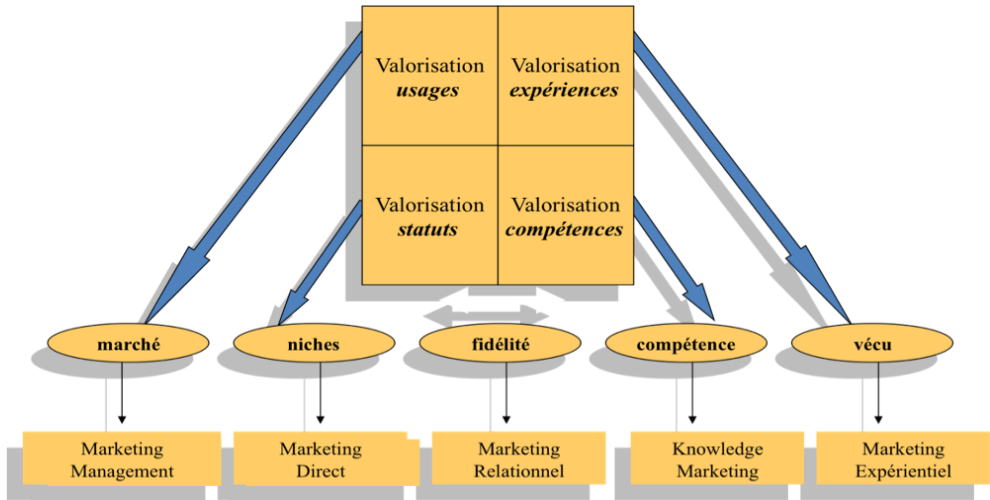 Valorisation
usages
Valorisation
expériences
Valorisation
statuts
Valorisation
compétences
marché
niches
fidélité
compétence
vécu
Marketing
Management
Marketing
Direct
Marketing
Relationnel
Knowledge
Marketing
Marketing
Expérientiel